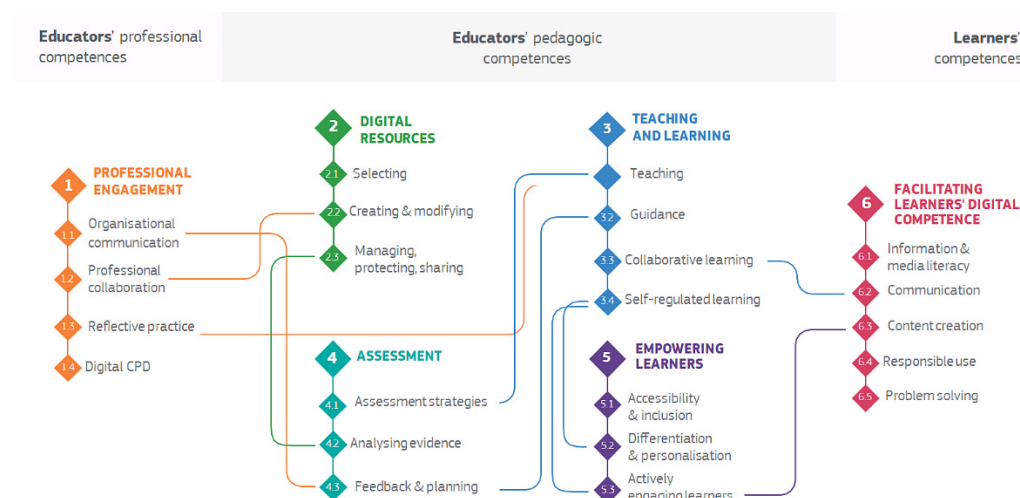 Educators' professional
competences
Educators' pedagogic
competences
Learners'
competences
1
PROFESSIONAL
ENGAGEMENT
1.1
Organisational
communication
1.2
Professional
collaboration
1.3
Reflective practice
1.4
Digital CPD
2
DIGITAL
RESOURCES
2.1
Selecting
2.2
Creating & modifying
2.3
Managing,
protecting, sharing
3
TEACHING
AND LEARNING
Teaching
3.2
Guidance
3.3
Collaborative learning
3.4
Self-regulated learning
4
ASSESSMENT
4.1
Assessment strategies
4.2
Analysing evidence
4.3
Feedback & planning
5
EMPOWERING
LEARNERS
5.1
Accessibility
& inclusion
5.2
Differentiation
& personalisation
5.3
Actively
engaging learners
6
FACILITATING
LEARNERS' DIGITAL
COMPETENCE
6.1
Information &
media literacy
6.2
Communication
6.3
Content creation
6.4
Responsible use
6.5
Problem solving